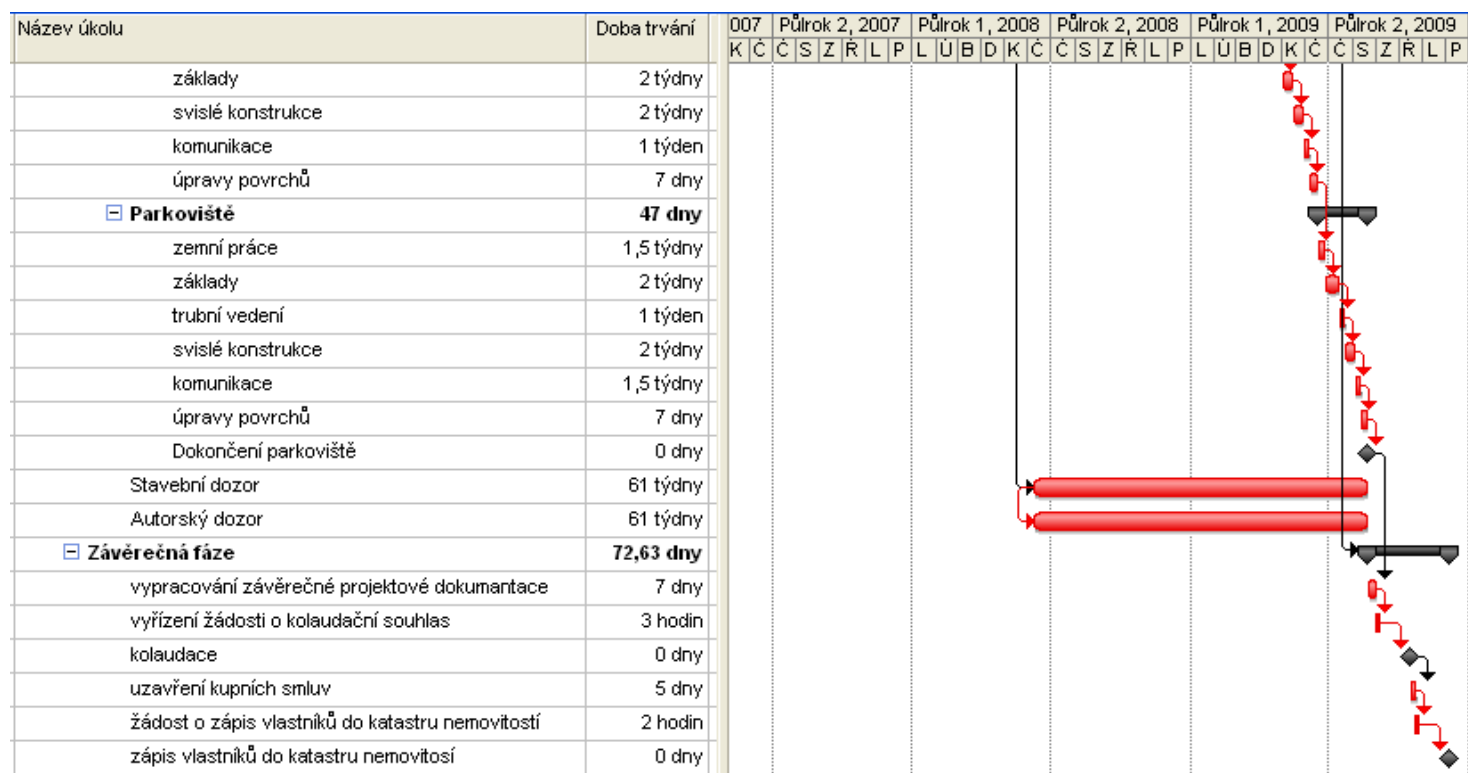 Název úkolu Doba trvání 007 Půlrok 2, 2007 Půlrok 1, 2008 Půlrok 2, 2008 Půlrok 1, 2009 Půlrok 2, 2009
K Č Č S Z Ř L P L Ú B D K Č Č S Z Ř L P L Ú B D K Č Č S Z Ř L P
základy 2 týdny
svislé konstrukce 2 týdny
komunikace 1 týden
úpravy povrchů 7 dny
Parkoviště 47 dny
zemní práce 1,5 týdny
základy 2 týdny
trubní vedení 1 týden
svislé konstrukce 2 týdny
komunikace 1,5 týdny
úpravy povrchů 7 dny
Dokončení parkoviště 0 dny
Stavební dozor 61 týdny
Autorský dozor 61 týdny
Závěrečná fáze 72,63 dny
vypracování závěrečné projektové dokumantace 7 dny
vyřízení žádosti o kolaudační souhlas 3 hodin
kolaudace 0 dny
uzavření kupních smluv 5 dny
žádost o zápis vlastníků do katastru nemovitostí 2 hodin
zápis vlastníků do katastru nemovitosí 0 dny